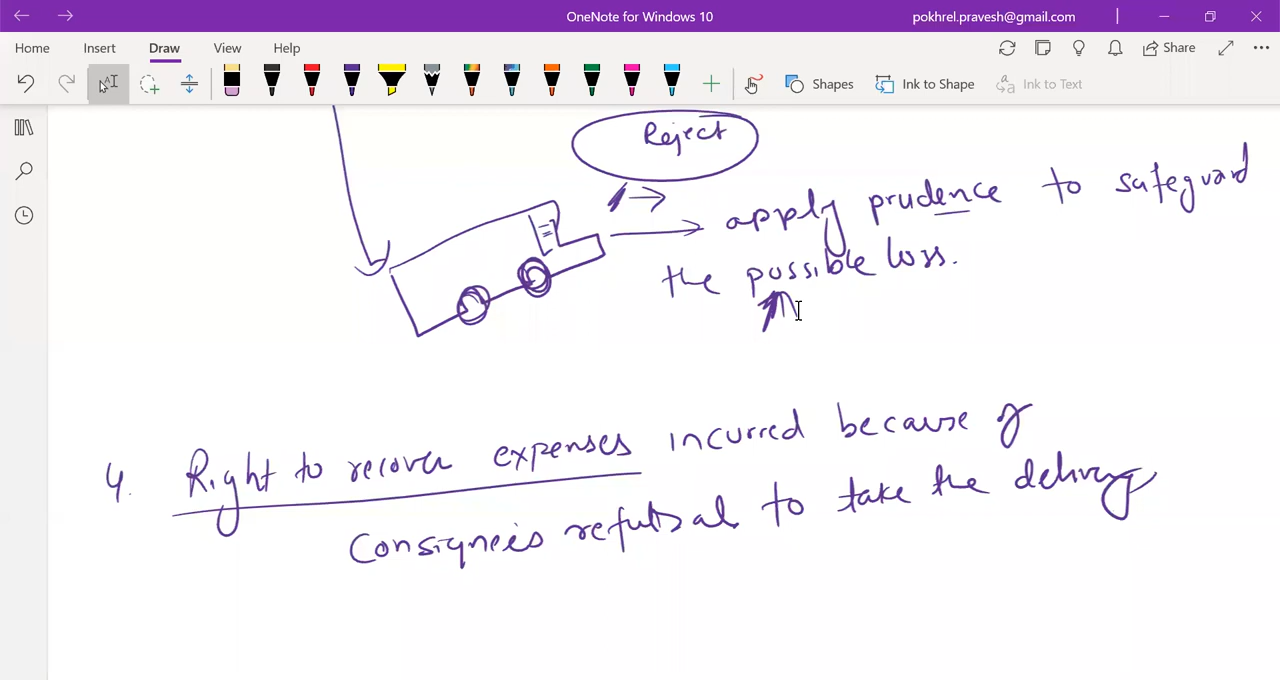 OneNote for Windows 10
pokhrel.pravesh@gmail.com
Home Insert Draw View Help
Share
Shapes Ink to Shape Ink to Text
Reject
apply prudence to safeguard
the possible loss.
4. Right to recover expenses incurred because of
Consignee's refutsal to take the delivery